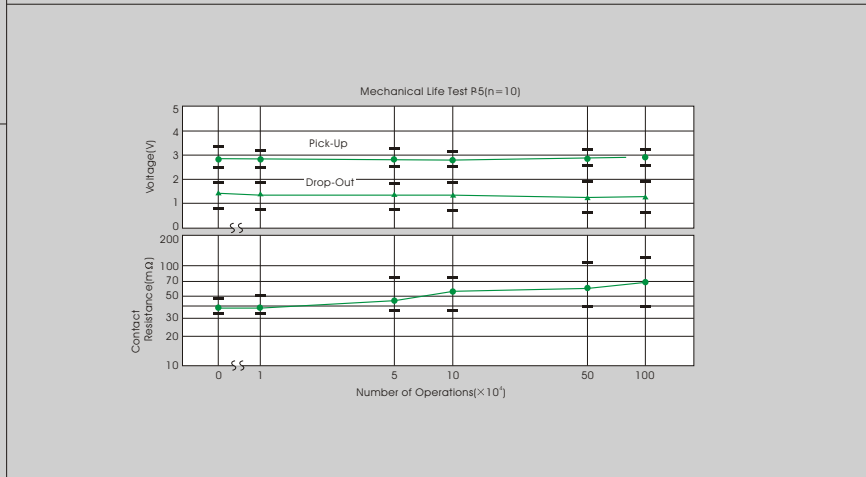 Mechanical Life Test R-5(n=10)
5
4
3
2
1
0
Voltage(V)
Pick-Up
Drop-Out
200
100
70
50
30
20
10
Contact
Resistance(mΩ)
0 1 5 10 50 100
Number of Operations(×10⁴)